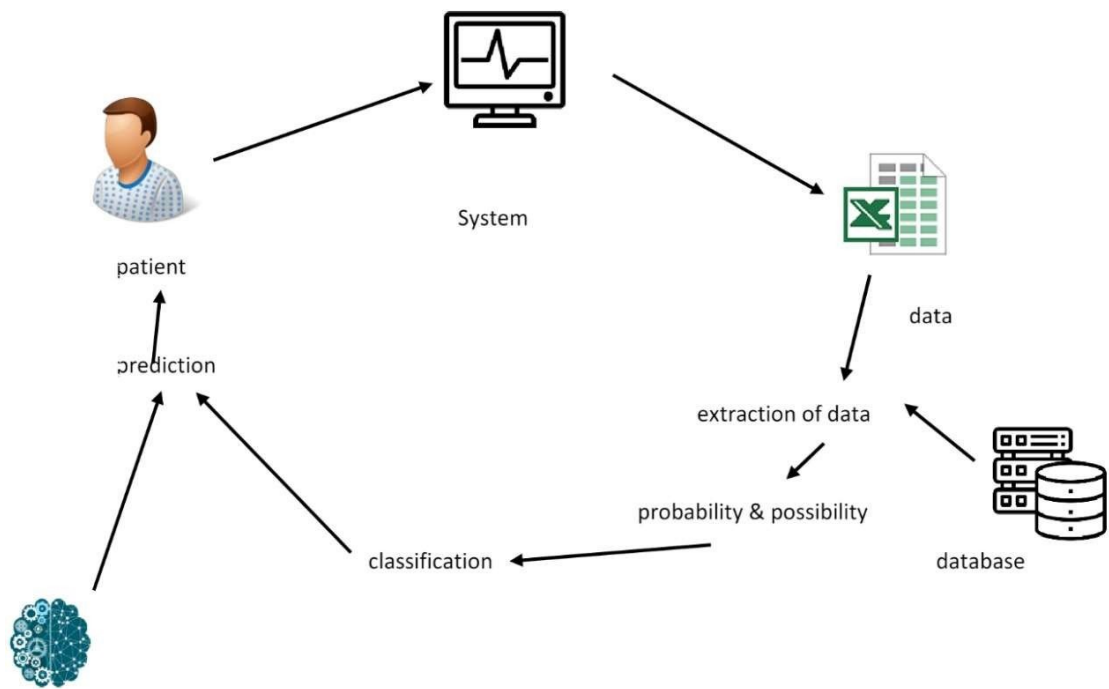 System
patient
data
prediction
extraction of data
probability & possibility
classification
database